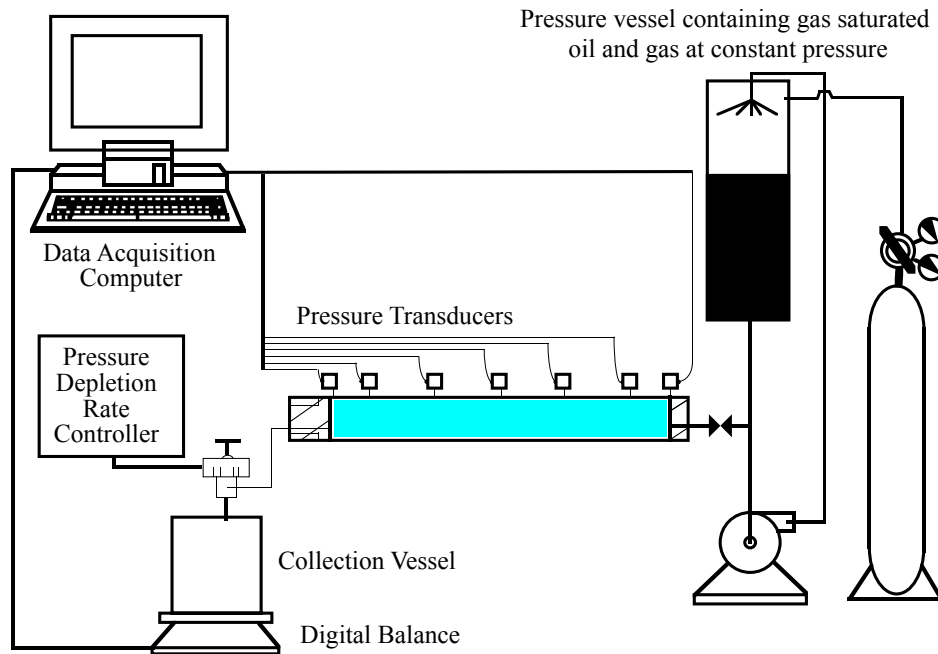 Pressure vessel containing gas saturated
oil and gas at constant pressure
Data Acquisition
Computer
Pressure Transducers
Pressure
Depletion
Rate
Controller
Collection Vessel
Digital Balance